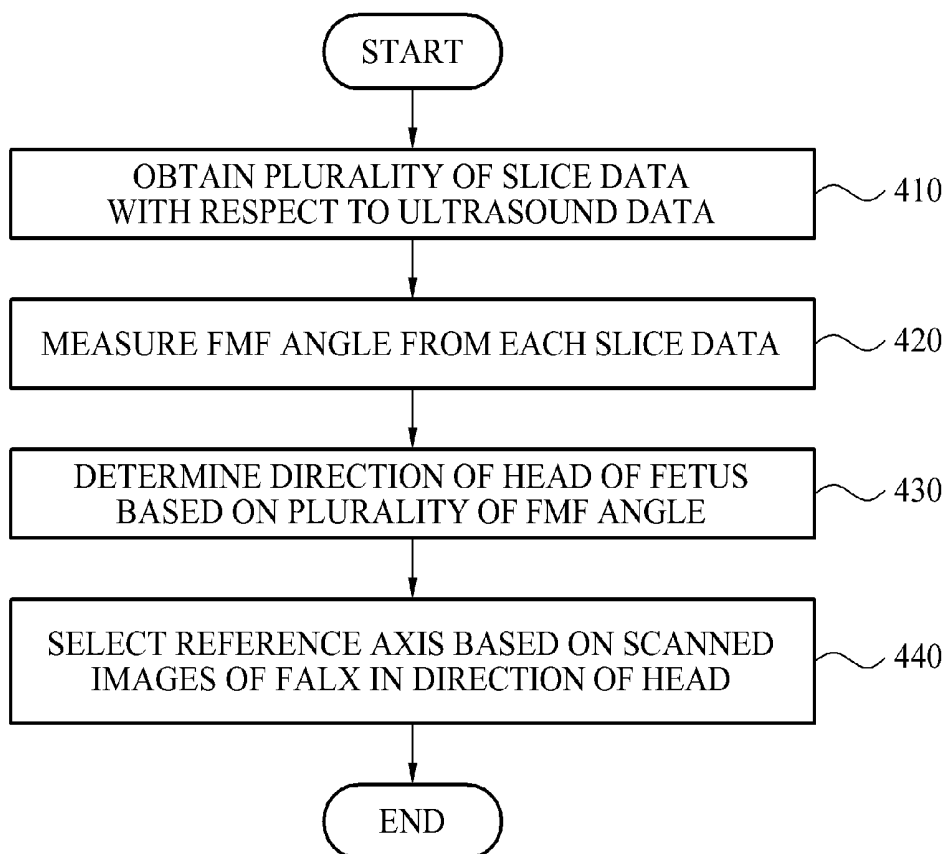 START
OBTAIN PLURALITY OF SLICE DATA
WITH RESPECT TO ULTRASOUND DATA
410
MEASURE FMF ANGLE FROM EACH SLICE DATA
420
DETERMINE DIRECTION OF HEAD OF FETUS
BASED ON PLURALITY OF FMF ANGLE
430
SELECT REFERENCE AXIS BASED ON SCANNED
IMAGES OF FALX IN DIRECTION OF HEAD
440
END